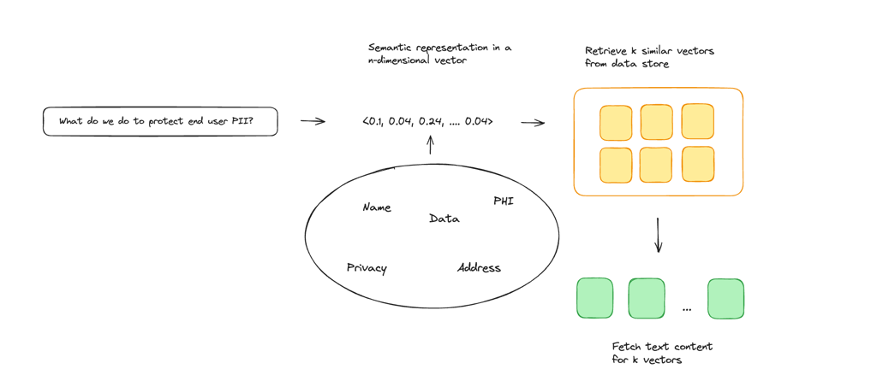 Semantic representation in a
n-dimensional vector
Retrieve k similar vectors
from data store
What do we do to protect end user PII?
<0.1, 0.04, 0.24, .... 0.04>
Name
PHI
Data
Privacy
Address
...
Fetch text content
for k vectors